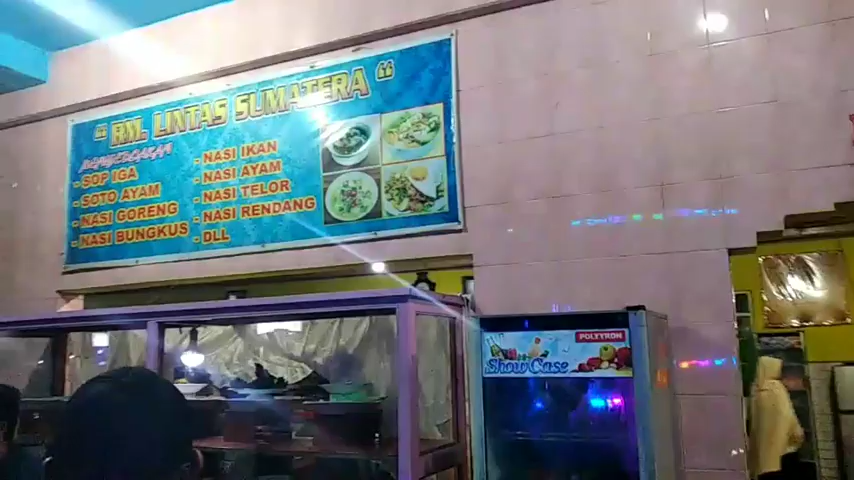 " RM. LINTAS SUMATERA "
MENYEDIAKAN
- SOP IGA
- SOTO AYAM
- NASI GORENG
- NASI BUNGKUS
- NASI IKAN
- NASI AYAM
- NASI TELOR
- NASI RENDANG
- DLL
POLYTRON
Show Case